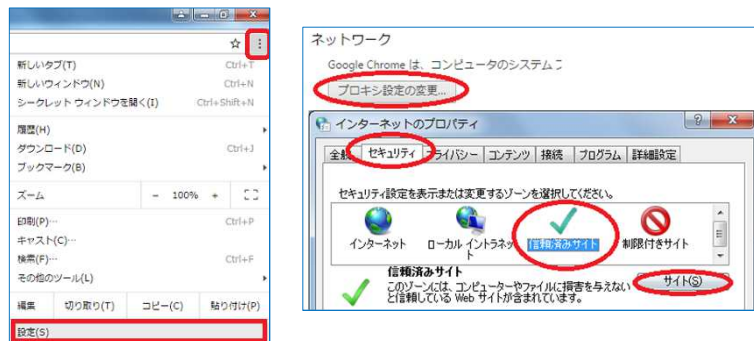 新しいタブ(T) Ctrl+T
新しいウィンドウ(N) Ctrl+N
シークレット ウィンドウを開く(I) Ctrl+Shift+N
履歴(H)
ダウンロード(D) Ctrl+J
ブックマーク(B)
ズーム - 100% +
印刷(P)… Ctrl+P
キャスト(C)…
検索(F)… Ctrl+F
その他のツール(L)
編集 切り取り(T) コピー(C) 貼り付け(P)
設定(S)
ネットワーク
Google Chrome は、コンピュータのシステム
プロキシ設定の変更...
インターネットのプロパティ
全般 セキュリティ プライバシー コンテンツ 接続 プログラム 詳細設定
セキュリティ設定を表示または変更するゾーンを選択してください。
インターネット ローカル イントラネット 信頼済みサイト 制限付きサイト
信頼済みサイト
このゾーンには、コンピューターやファイルに損害を与えない
と信頼している Web サイトが含まれています。
サイト(S)